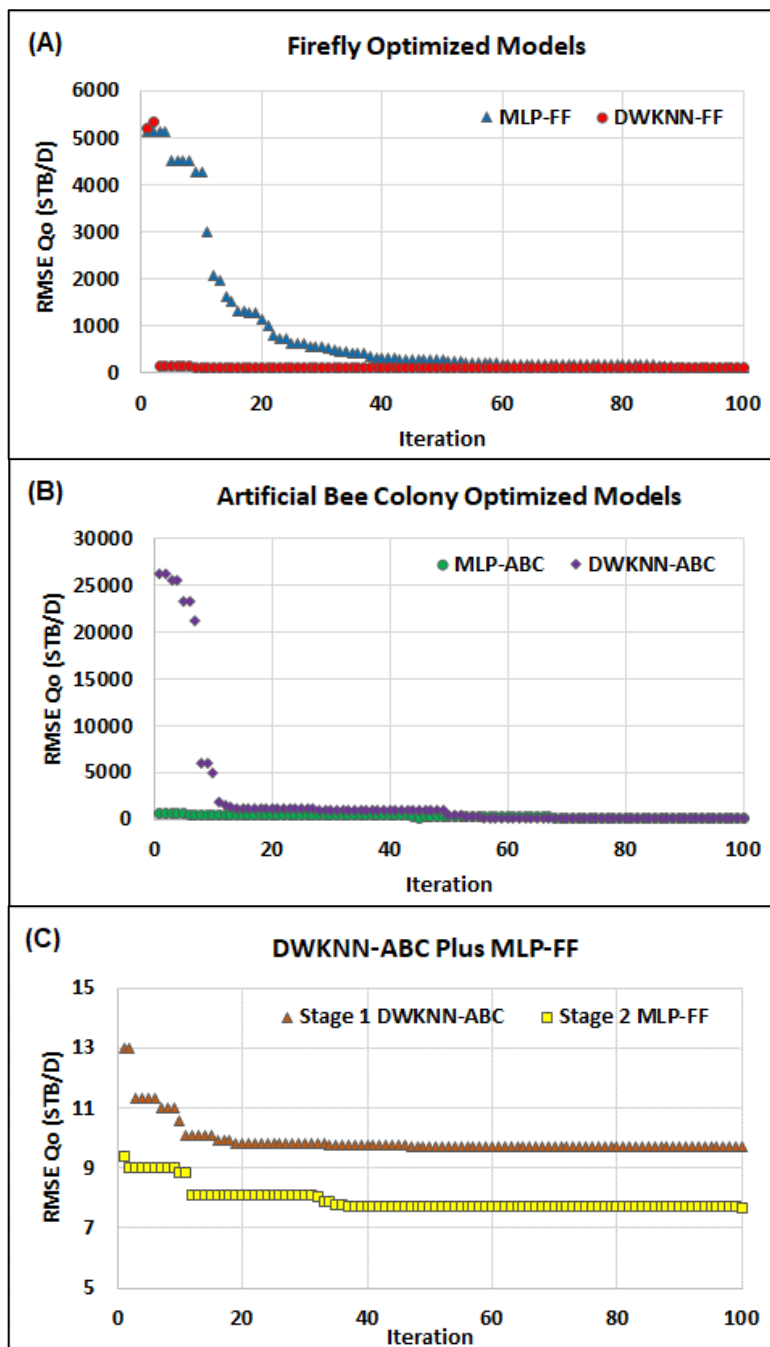 (A)
Firefly Optimized Models
MLP-FF DWKNN-FF
6000
5000
4000
3000
2000
1000
0
RMSE Qo (STB/D)
0 20 40 60 80 100
Iteration
(B)
Artificial Bee Colony Optimized Models
MLP-ABC DWKNN-ABC
30000
25000
20000
15000
10000
5000
0
RMSE Qo (STB/D)
0 20 40 60 80 100
Iteration
(C)
DWKNN-ABC Plus MLP-FF
Stage 1 DWKNN-ABC Stage 2 MLP-FF
15
13
11
9
7
5
RMSE Qo (STB/D)
0 20 40 60 80 100
Iteration